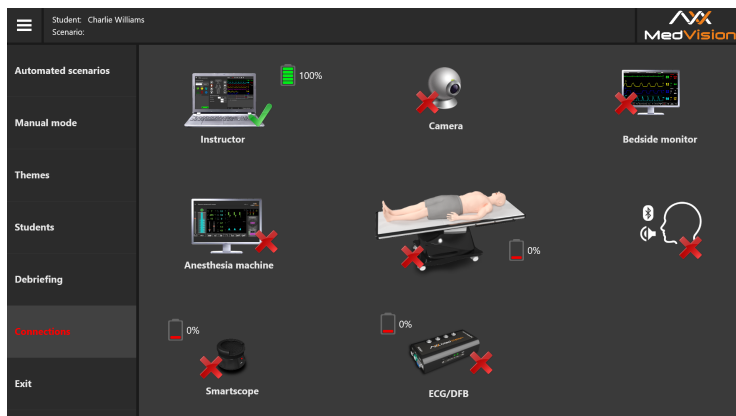 Student: Charlie Williams
Scenario:
MedVision
Automated scenarios
Manual mode
Themes
Students
Debriefing
Connections
Exit
100%
Instructor
Camera
Bedside monitor
Anesthesia machine
0%
0%
Smartscope
0%
ECG/DFB